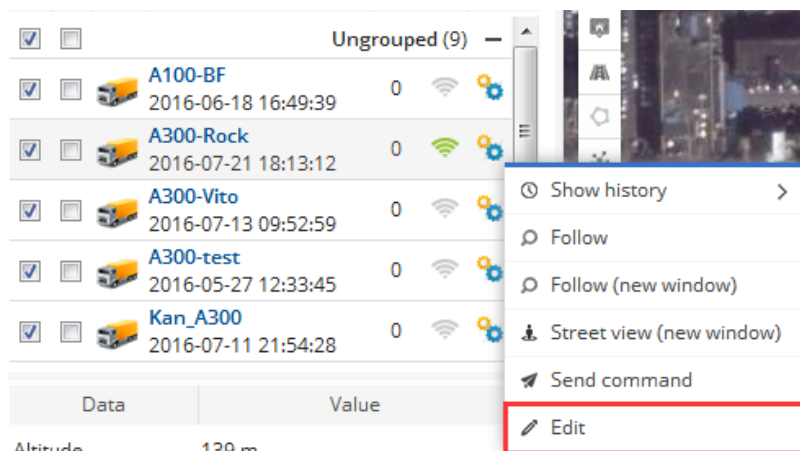 Ungrouped (9)
A100-BF
2016-06-18 16:49:39
0
A300-Rock
2016-07-21 18:13:12
0
A300-Vito
2016-07-13 09:52:59
0
A300-test
2016-05-27 12:33:45
0
Kan_A300
2016-07-11 21:54:28
0
Show history
Follow
Follow (new window)
Street view (new window)
Send command
Edit
Data Value
Altitude 139 m